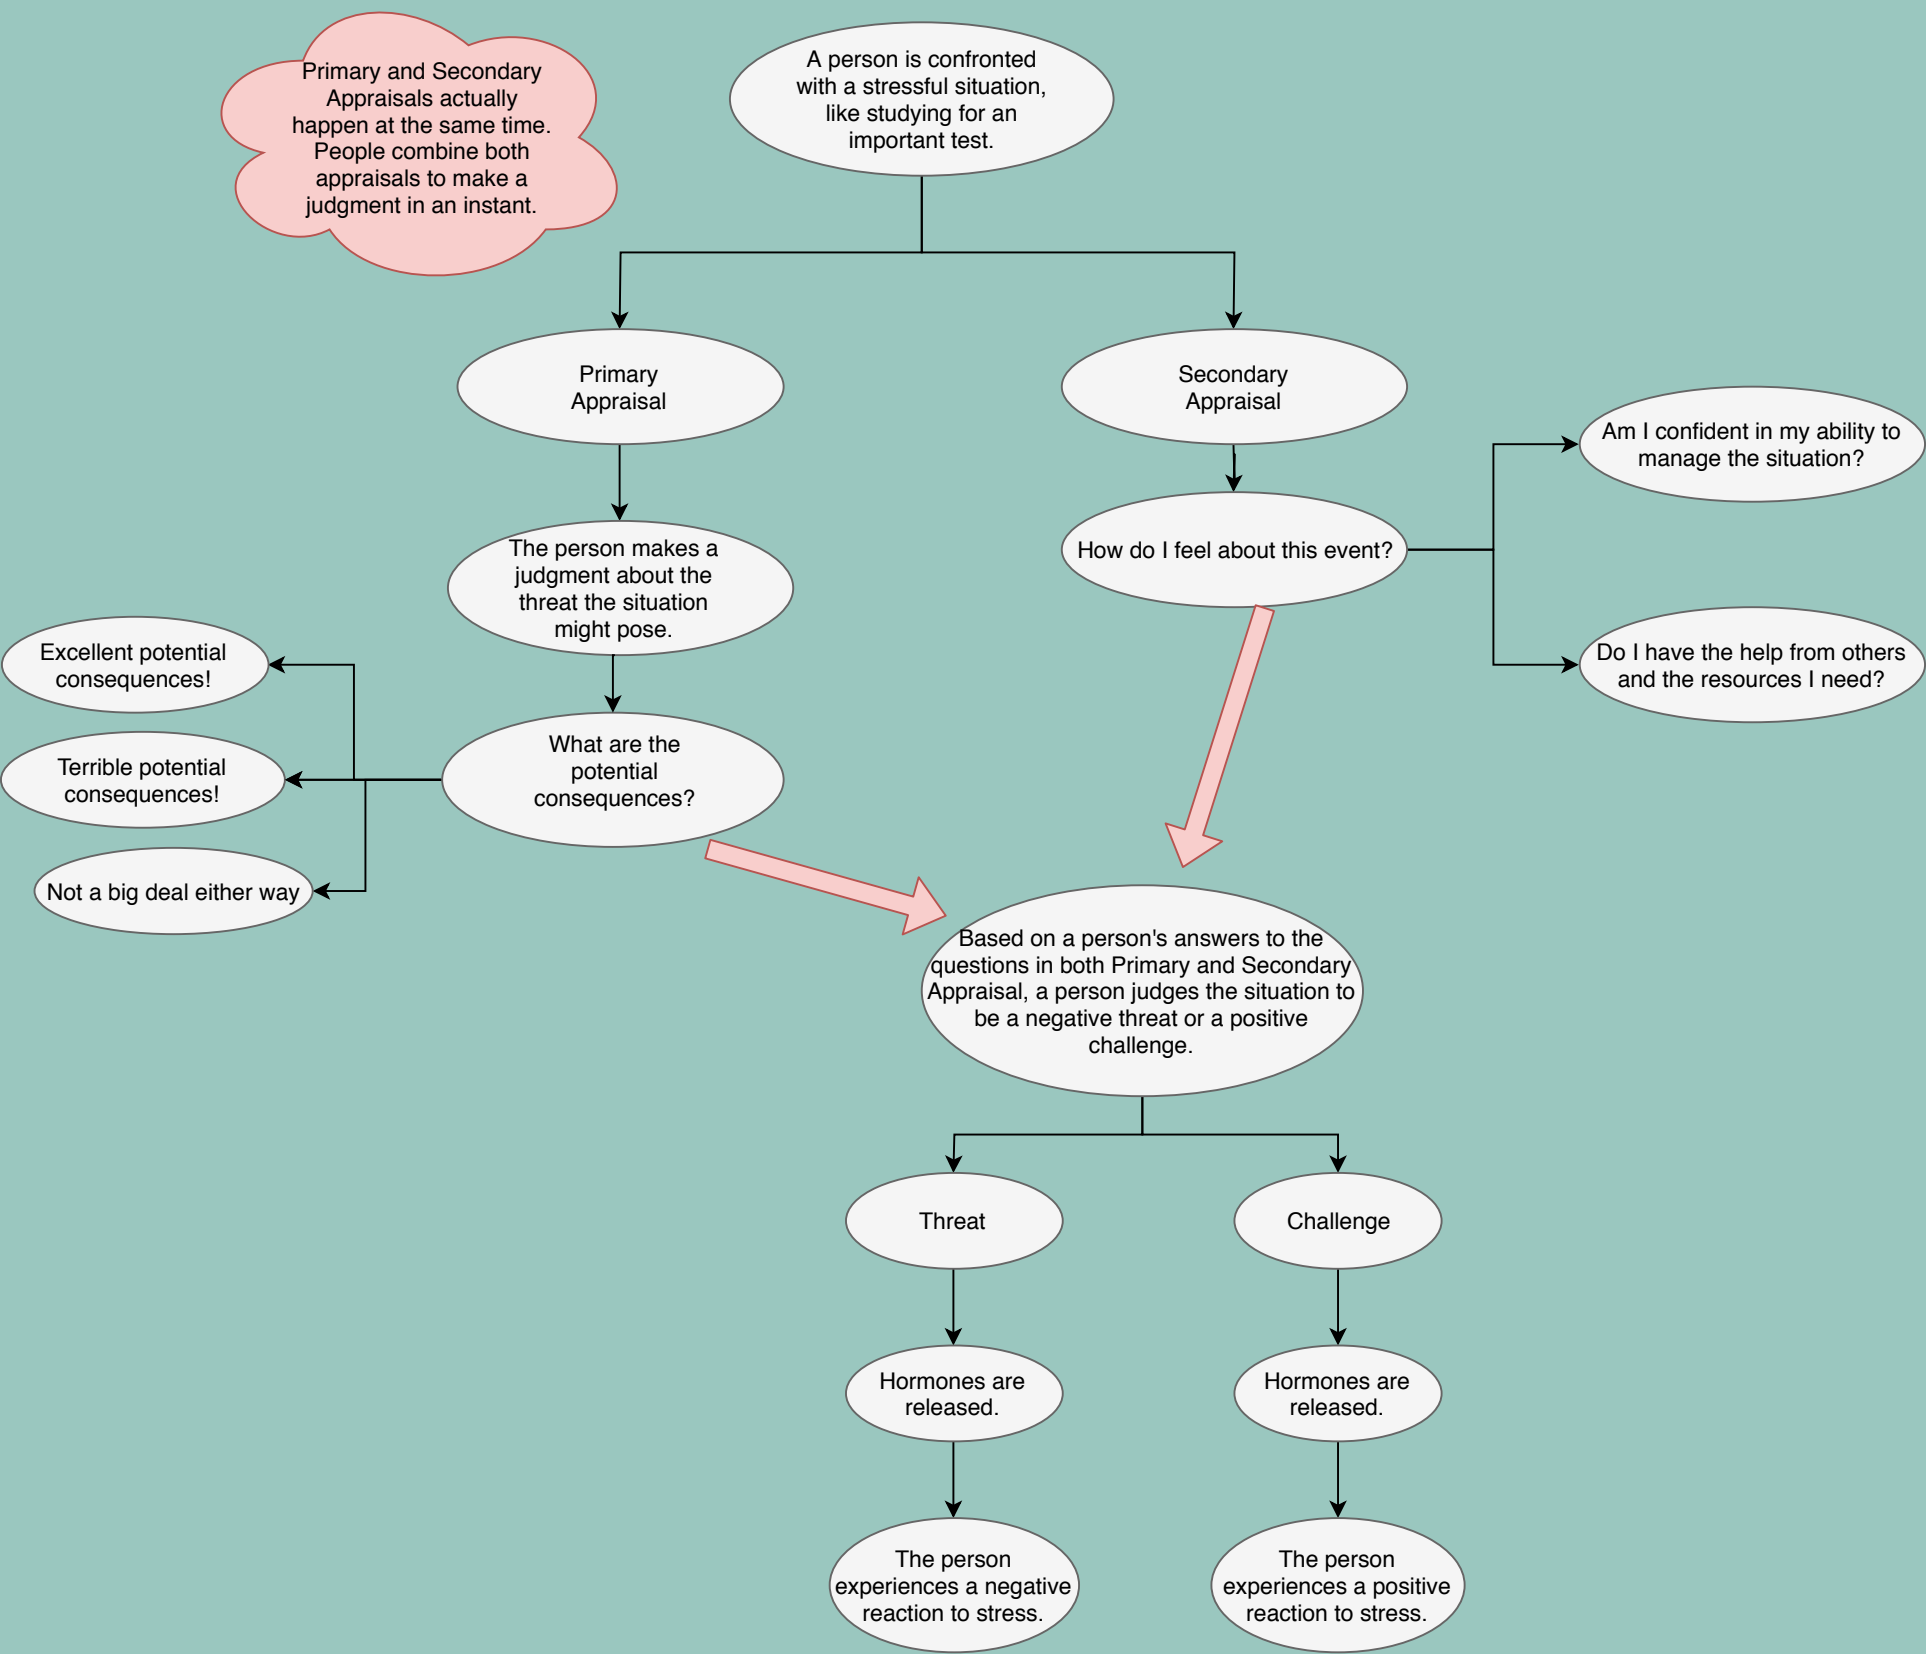 Primary and Secondary
Appraisals actually
happen at the same time.
People combine both
appraisals to make a
judgment in an instant.
A person is confronted
with a stressful situation,
like studying for an
important test.
Primary
Appraisal
Secondary
Appraisal
Am I confident in my ability to
manage the situation?
The person makes a
judgment about the
threat the situation
might pose.
How do I feel about this event?
Do I have the help from others
and the resources I need?
Excellent potential
consequences!
Terrible potential
consequences!
Not a big deal either way
What are the
potential
consequences?
Based on a person's answers to the
questions in both Primary and Secondary
Appraisal, a person judges the situation to
be a negative threat or a positive
challenge.
Threat
Challenge
Hormones are
released.
Hormones are
released.
The person
experiences a negative
reaction to stress.
The person
experiences a positive
reaction to stress.